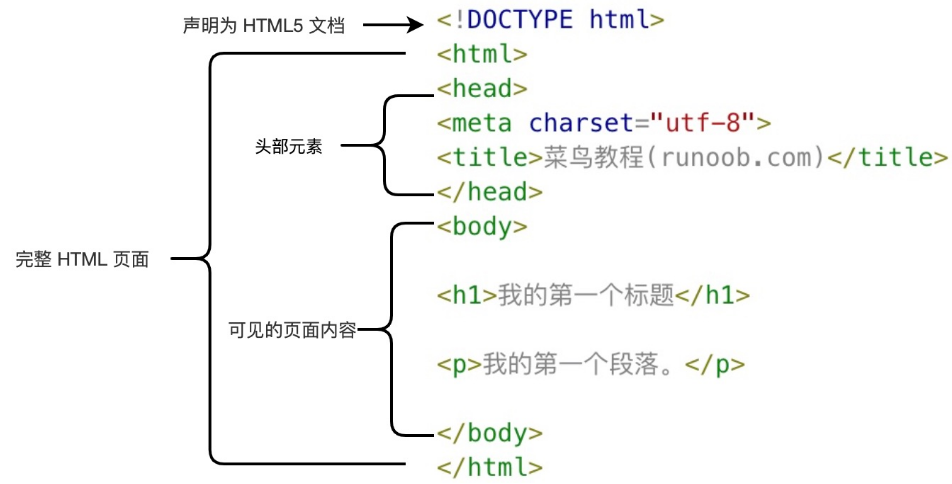 声明为 HTML5 文档
<!DOCTYPE html>
<html>
<head>
<meta charset="utf-8">
<title>菜鸟教程(runoob.com)</title>
头部元素
</head>
<body>
完整 HTML 页面
<h1>我的第一个标题</h1>
可见的页面内容
<p>我的第一个段落。</p>
</body>
</html>